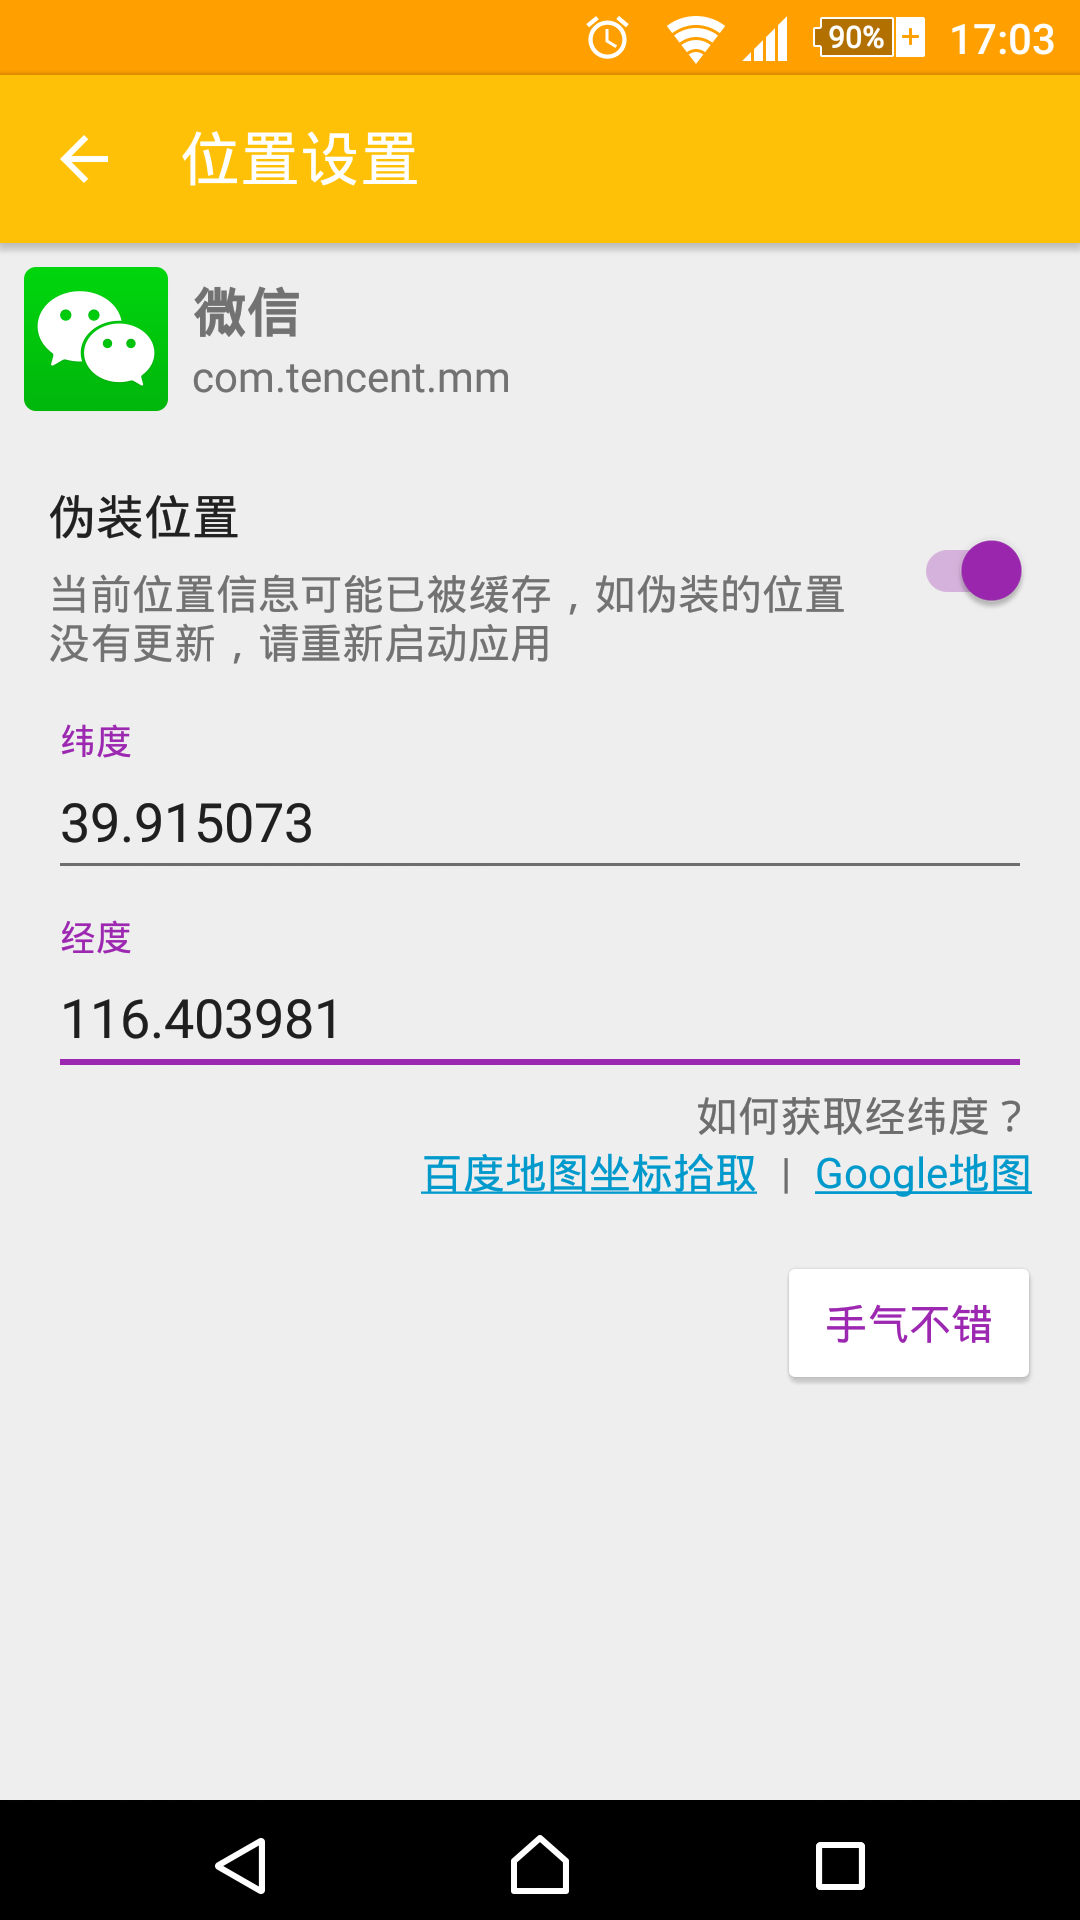 90% 17:03
位置设置
微信
com.tencent.mm
伪装位置
当前位置信息可能已被缓存，如伪装的位置
没有更新，请重新启动应用
纬度
39.915073
经度
116.403981
如何获取经纬度？
百度地图坐标拾取 | Google地图
手气不错